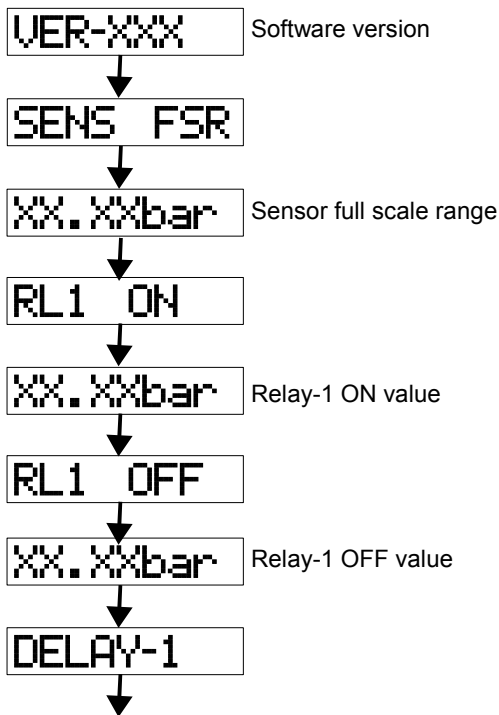 VER-XXX Software version
SENS FSR
XX.XXbar Sensor full scale range
RL1 ON
XX.XXbar Relay-1 ON value
RL1 OFF
XX.XXbar Relay-1 OFF value
DELAY-1